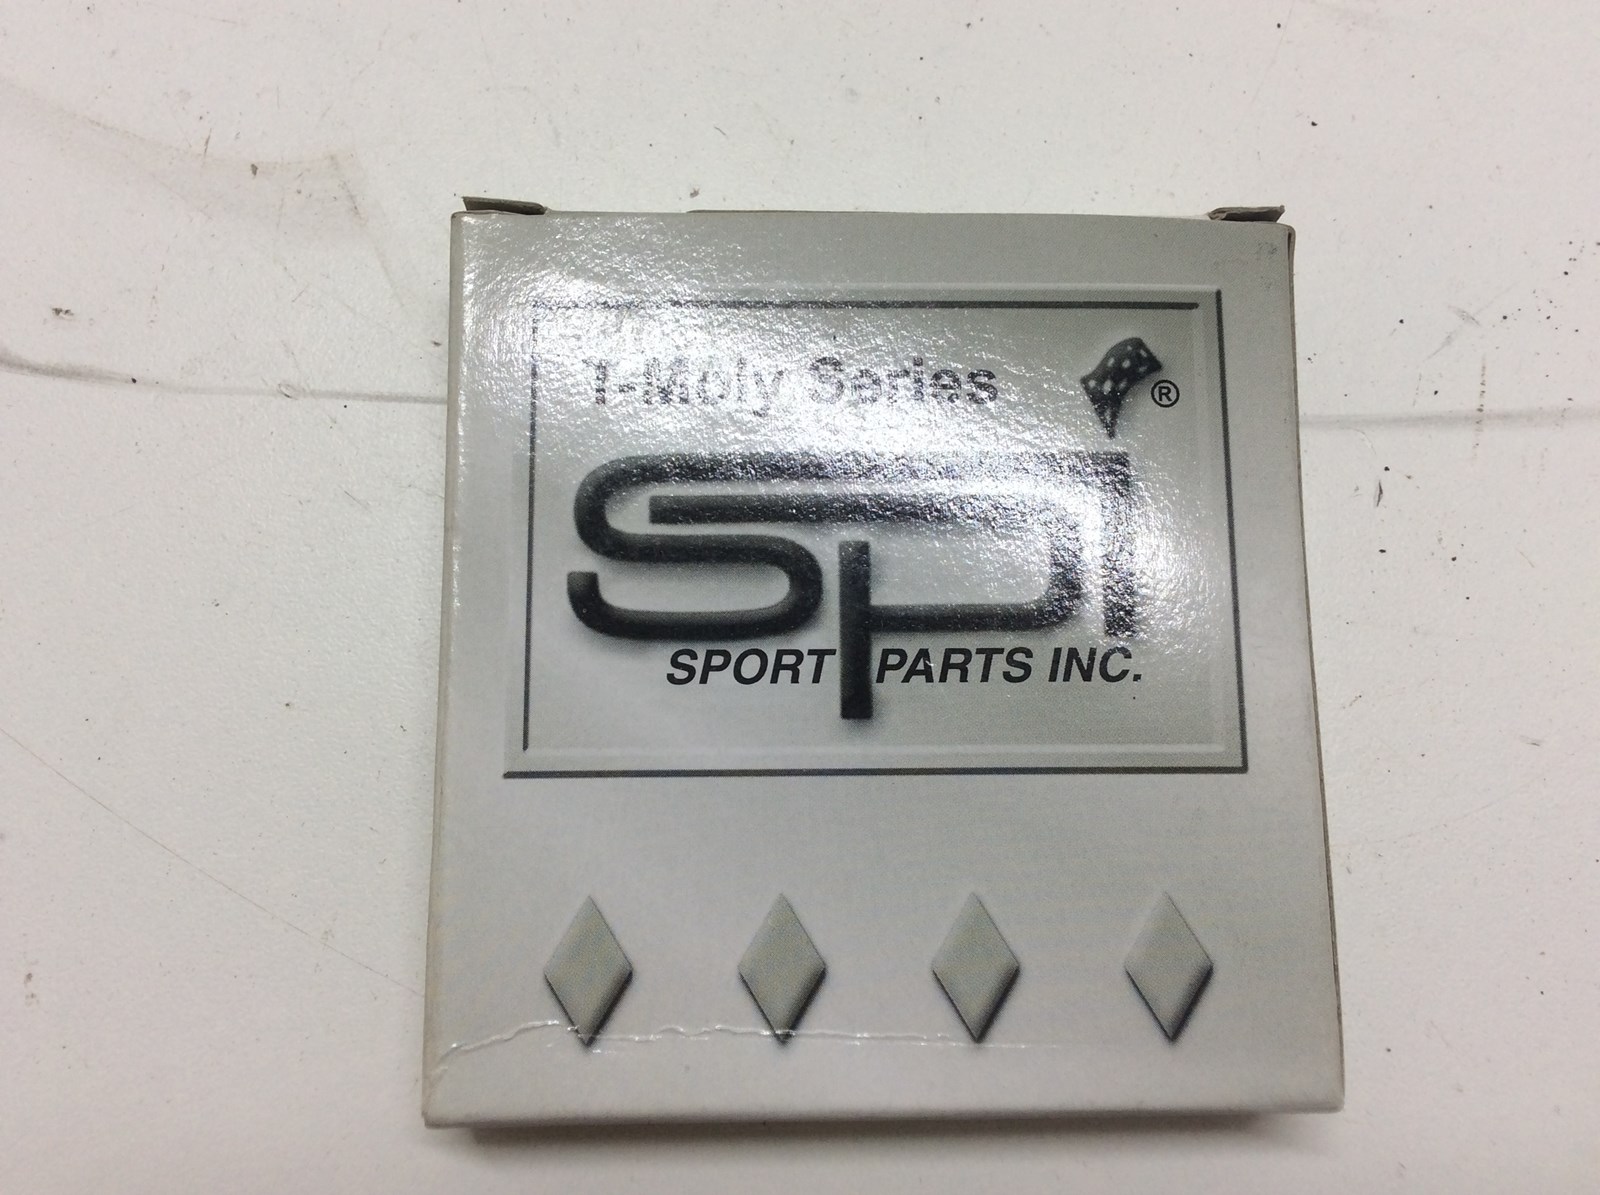 T-Moly Series
®
spi
SPORT PARTS INC.